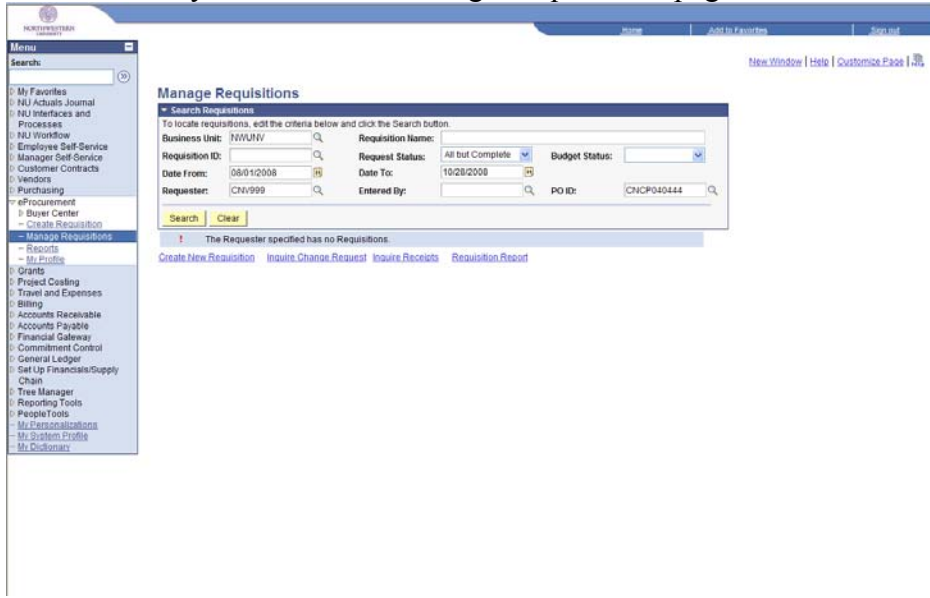 NORTHWESTERN
UNIVERSITY
Home Add to Favorites Sign out
Menu
Search:
New Window | Help | Customize Page |
My Favorites
NU Actuals Journal
NU Interfaces and
Processes
NU Workflow
Employee Self-Service
Manager Self-Service
Customer Contracts
Vendors
Purchasing
eProcurement
Buyer Center
– Create Requisition
– Manage Requisitions
– Reports
– My Profile
Grants
Project Costing
Travel and Expenses
Billing
Accounts Receivable
Accounts Payable
Financial Gateway
Commitment Control
General Ledger
Set Up Financials/Supply
Chain
Tree Manager
Reporting Tools
PeopleTools
– My Personalizations
– My System Profile
– My Dictionary
Manage Requisitions
Search Requisitions
To locate requisitions, edit the criteria below and click the Search button.
Business Unit: NWUNV Requisition Name:
Requisition ID: Request Status: All but Complete Budget Status:
Date From: 08/01/2008 Date To: 10/28/2008
Requester: CNV999 Entered By: PO ID: CNCP040444
Search Clear
! The Requester specified has no Requisitions.
Create New Requisition Inquire Change Request Inquire Receipts Requisition Report